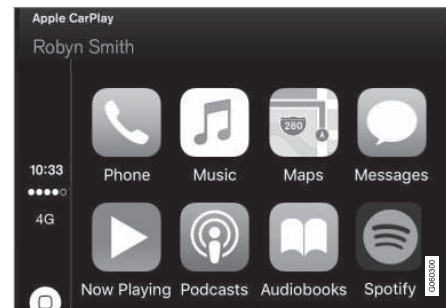 Apple CarPlay
Robyn Smith
280
10:33
Phone Music Maps Messages
4G
Now Playing Podcasts Audiobooks Spotify
G060300